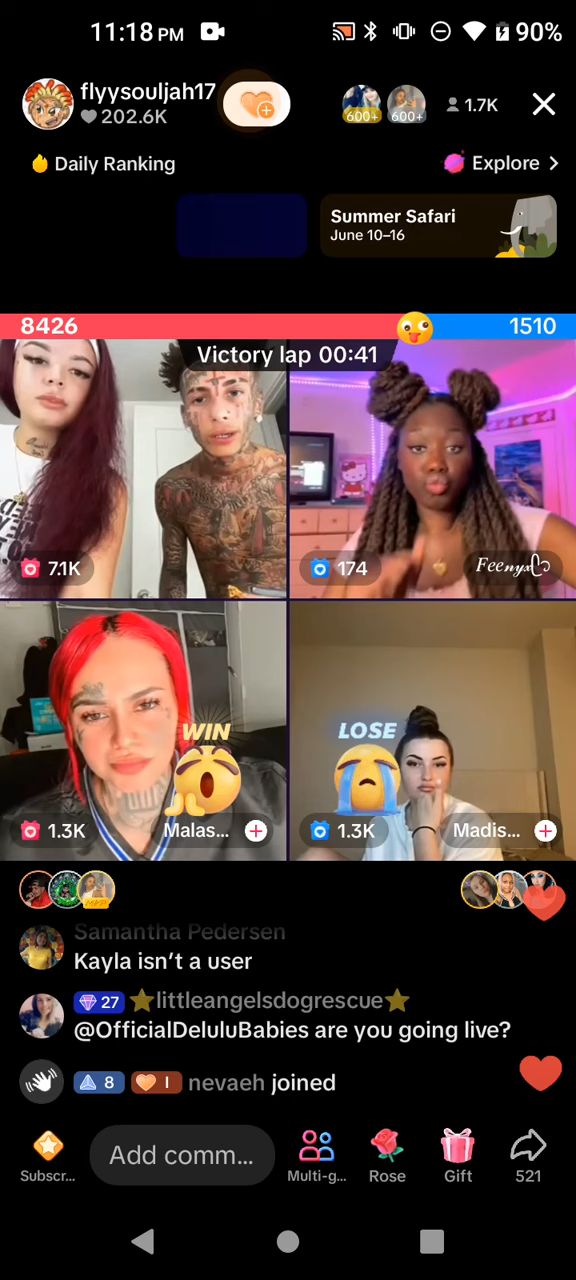 11:18 PM
90%
flyysouljah17
202.6K
600+
600+
1.7K
Daily Ranking
Explore >
Summer Safari
June 10–16
8426
1510
Victory lap 00:41
7.1K
174
Feenyx
WIN
LOSE
1.3K
Malas...
1.3K
Madis...
Samantha Pedersen
Kayla isn't a user
27 ⭐littleangelsdogrescue⭐
@OfficialDeluluBabies are you going live?
8 I nevaeh joined
Subscr...
Add comm...
Multi-g...
Rose
Gift
521